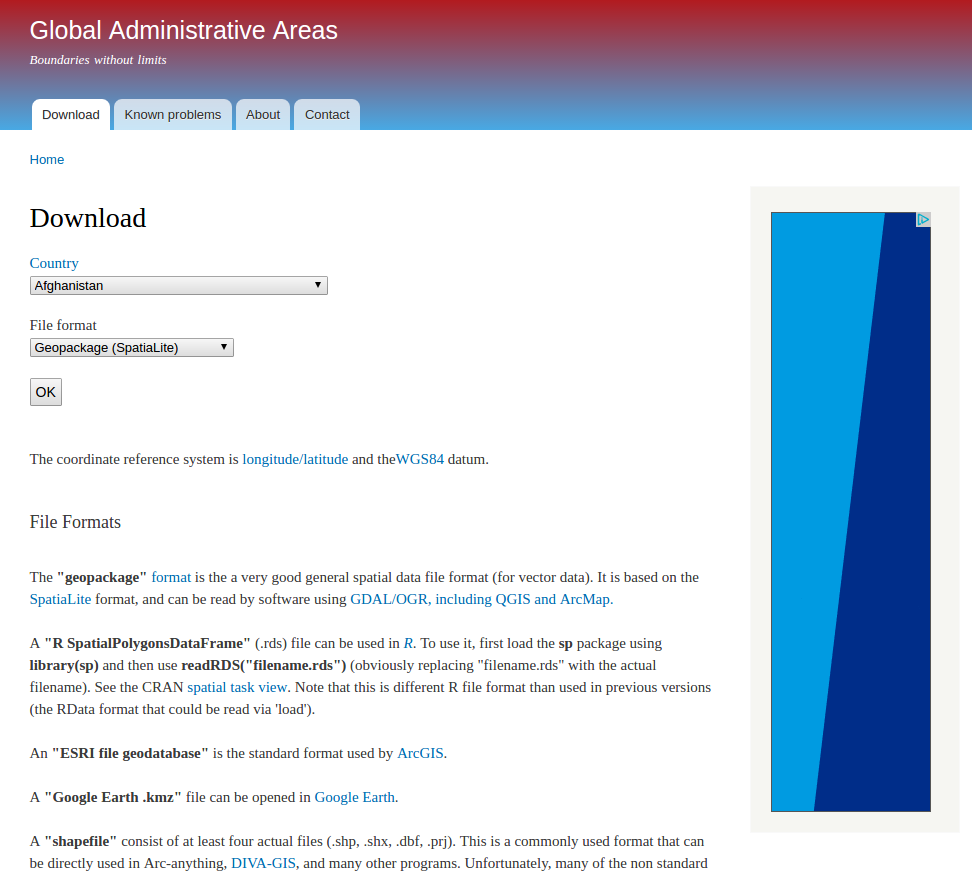 Global Administrative Areas
Boundaries without limits
Download
Known problems
About
Contact
Home
Download
Country
Afghanistan
File format
Geopackage (SpatiaLite)
OK
The coordinate reference system is longitude/latitude and theWGS84 datum.
File Formats
The "geopackage" format is the a very good general spatial data file format (for vector data). It is based on the
SpatiaLite format, and can be read by software using GDAL/OGR, including QGIS and ArcMap.
A "R SpatialPolygonsDataFrame" (.rds) file can be used in R. To use it, first load the sp package using
library(sp) and then use readRDS("filename.rds") (obviously replacing "filename.rds" with the actual
filename). See the CRAN spatial task view. Note that this is different R file format than used in previous versions
(the RData format that could be read via 'load').
An "ESRI file geodatabase" is the standard format used by ArcGIS.
A "Google Earth .kmz" file can be opened in Google Earth.
A "shapefile" consist of at least four actual files (.shp, .shx, .dbf, .prj). This is a commonly used format that can
be directly used in Arc-anything, DIVA-GIS, and many other programs. Unfortunately, many of the non standard